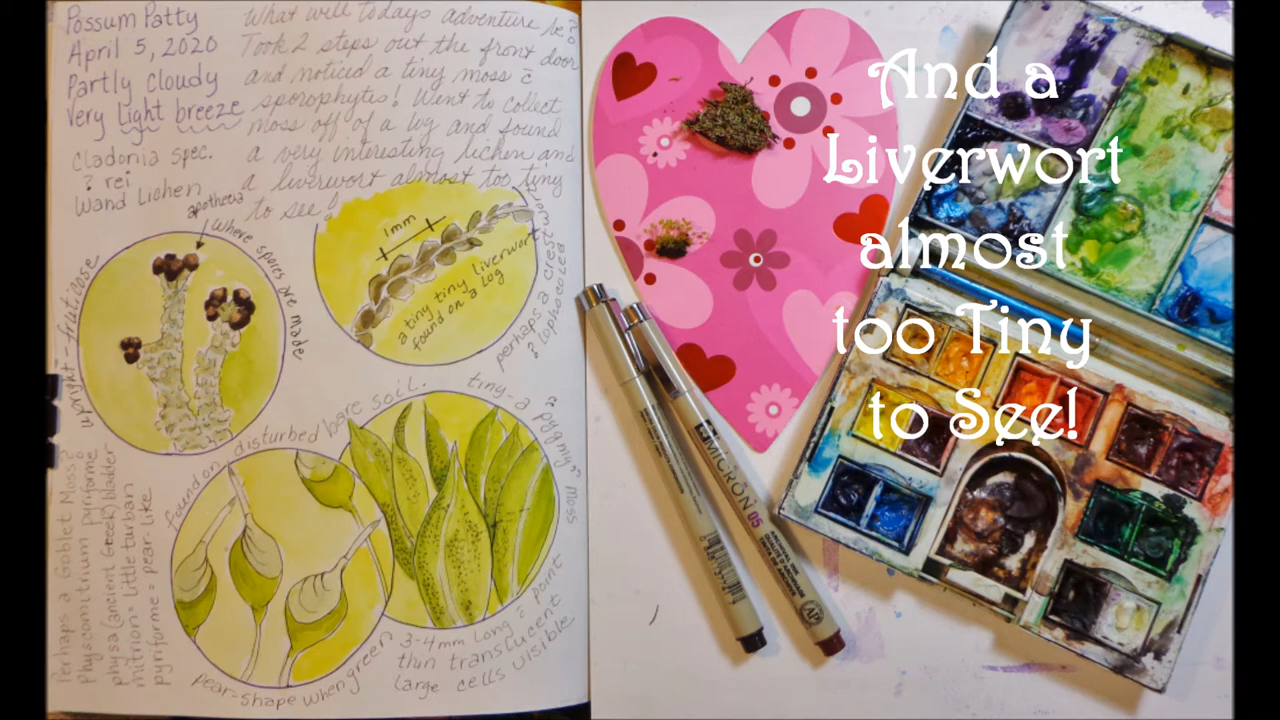 Possum Patty
April 5, 2020
Partly Cloudy
Very Light breeze
What will todays adventure be
Took 2 steps out the front door
and noticed a tiny moss c̄
sporophytes! Went to collect
moss off of a log and found
a very interesting lichen and
a liverwort almost too tiny
to see!
Cladonia spec.
? rei
Wand Lichen
apothecia
where spores are made
upright - fruticose
1mm
a tiny tiny liverwort
found on a log
perhaps a crestwort
? Lophocolea
found on disturbed bare soil.
tiny - a "pygmy" moss
Perhaps a Goblet Moss?
physcomitrium pyriforme
physa (ancient Greek) bladder
mitrion = little turban
pyriforme = pear-like
pear-shape when green
3-4mm long c̄ point
thin translucent
large cells visible.
And a
Liverwort
almost
too Tiny
to See!
MICRON 05
AP